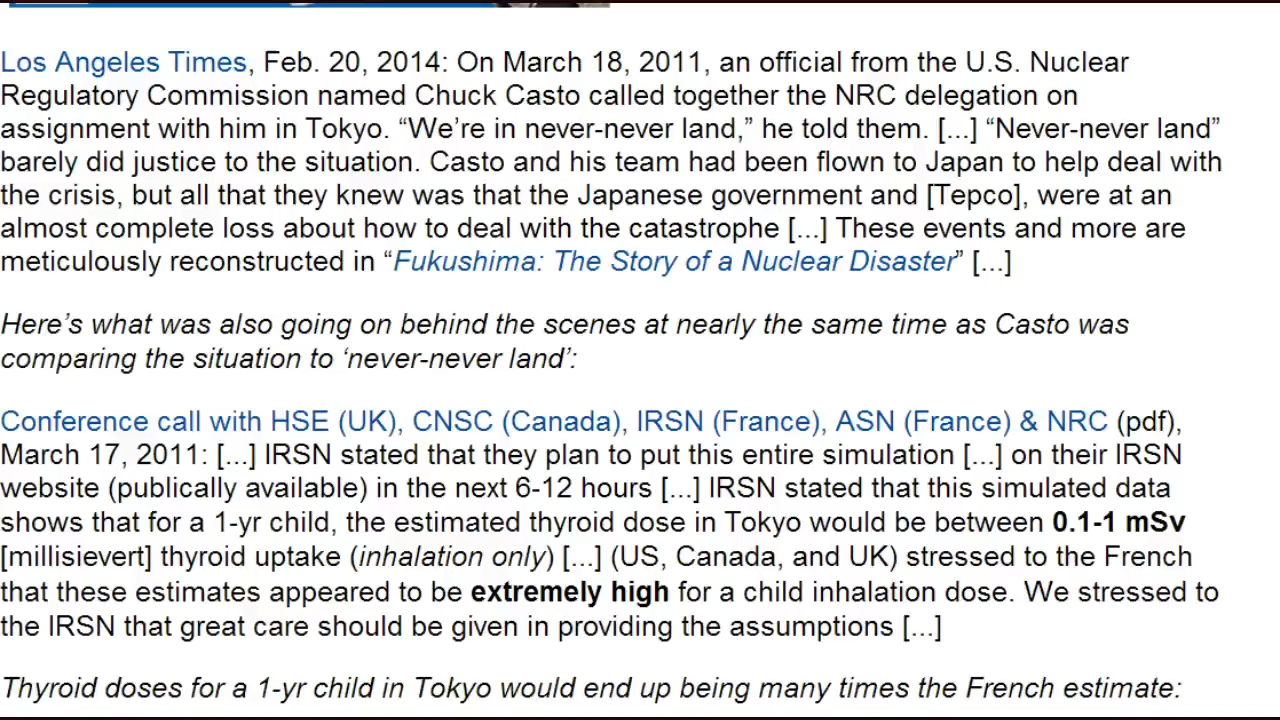 Los Angeles Times, Feb. 20, 2014: On March 18, 2011, an official from the U.S. Nuclear
Regulatory Commission named Chuck Casto called together the NRC delegation on
assignment with him in Tokyo. “We’re in never-never land,” he told them. [...] “Never-never land”
barely did justice to the situation. Casto and his team had been flown to Japan to help deal with
the crisis, but all that they knew was that the Japanese government and [Tepco], were at an
almost complete loss about how to deal with the catastrophe [...] These events and more are
meticulously reconstructed in “Fukushima: The Story of a Nuclear Disaster” [...]
Here’s what was also going on behind the scenes at nearly the same time as Casto was
comparing the situation to ‘never-never land’:
Conference call with HSE (UK), CNSC (Canada), IRSN (France), ASN (France) & NRC (pdf),
March 17, 2011: [...] IRSN stated that they plan to put this entire simulation [...] on their IRSN
website (publically available) in the next 6-12 hours [...] IRSN stated that this simulated data
shows that for a 1-yr child, the estimated thyroid dose in Tokyo would be between 0.1-1 mSv
[millisievert] thyroid uptake (inhalation only) [...] (US, Canada, and UK) stressed to the French
that these estimates appeared to be extremely high for a child inhalation dose. We stressed to
the IRSN that great care should be given in providing the assumptions [...]
Thyroid doses for a 1-yr child in Tokyo would end up being many times the French estimate: